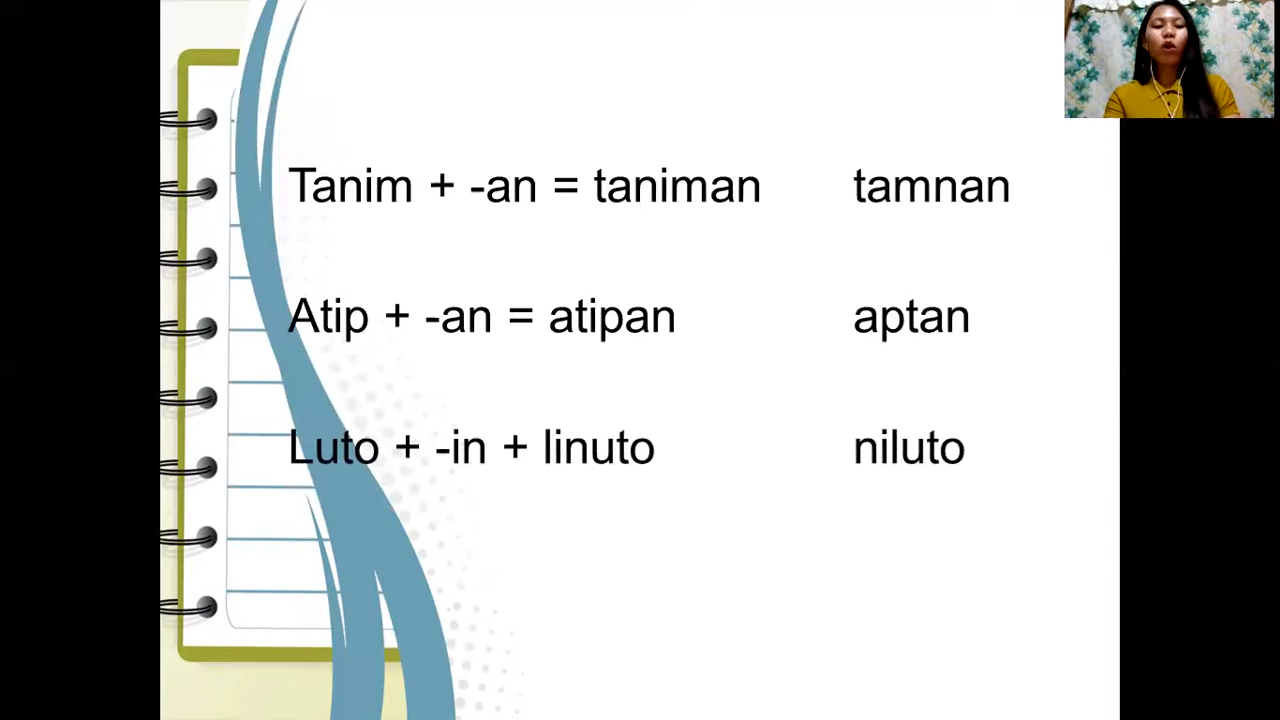 Tanim + -an = taniman tamnan
Atip + -an = atipan aptan
Luto + -in + linuto niluto